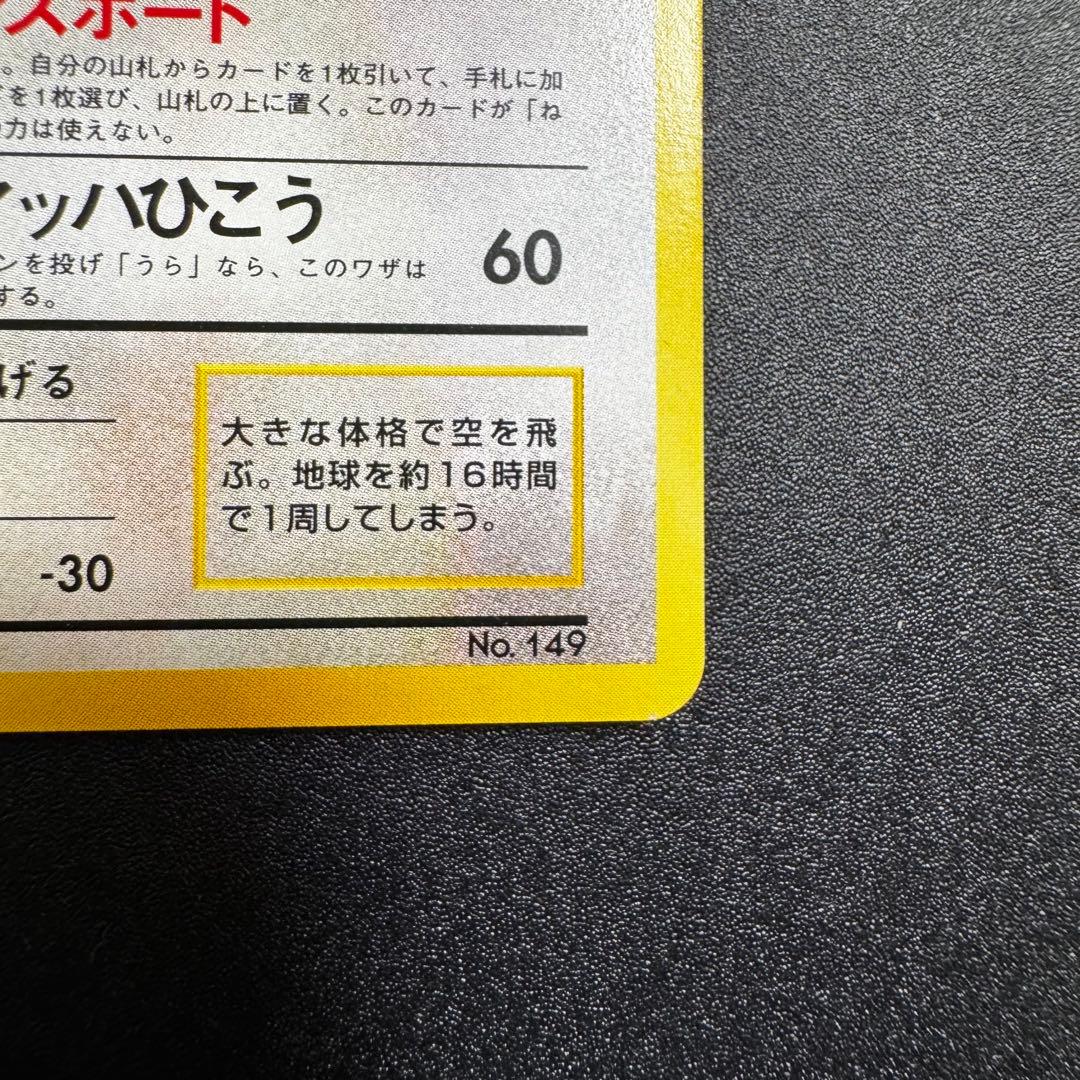 スポート
。自分の山札からカードを1枚引いて、手札に加
を1枚選び、山札の上に置く。このカードが「ね
力は使えない。
ッハひこう
60
ンを投げ「うら」なら、このワザは
する。
げる
大きな体格で空を飛
ぶ。地球を約16時間
で1周してしまう。
-30
No. 149